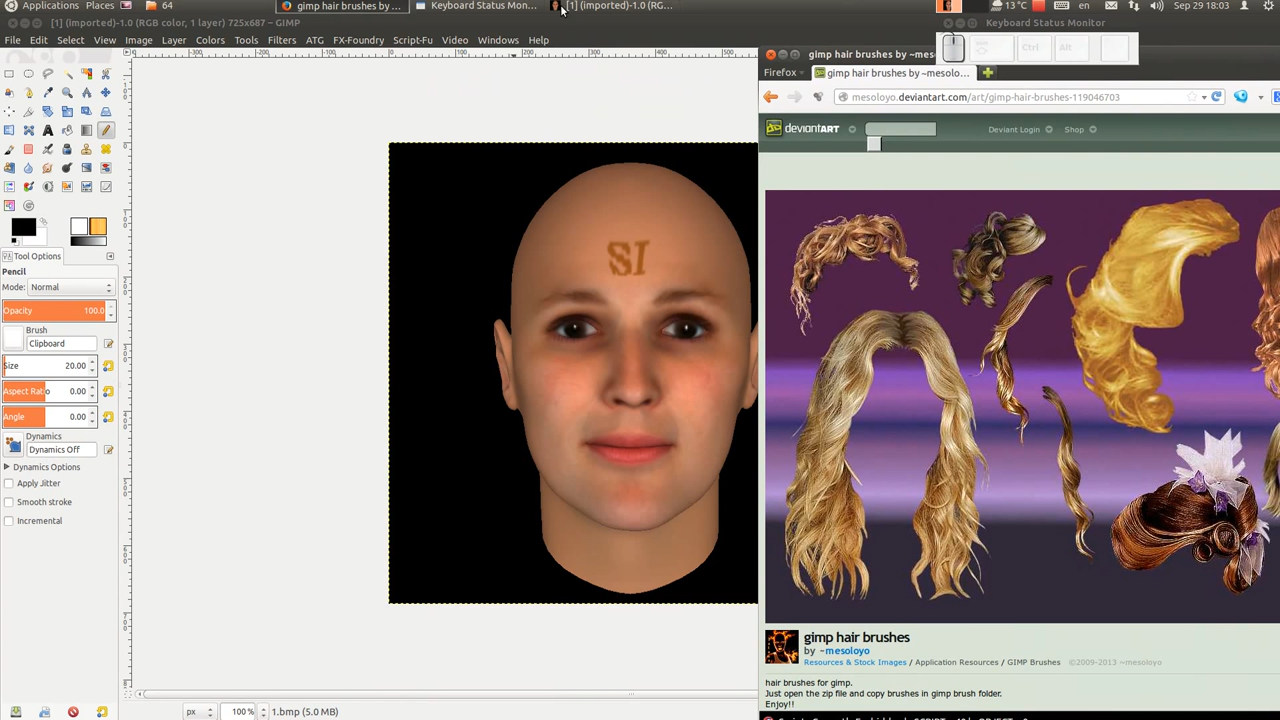 Applications Places 64 gimp hair brushes by ... Keyboard Status Mon... [1] (imported)-1.0 (RG... 13°C en Sep 29 18:03
[1] (imported)-1.0 (RGB color, 1 layer) 725x687 – GIMP
Keyboard Status Monitor
File Edit Select View Image Layer Colors Filters Tools ATG FX-Foundry Script-Fu Video Windows Help
Ctrl Alt
gimp hair brushes by ~mes
Firefox
gimp hair brushes by ~mesolo...
mesoloyo.deviantart.com/art/gimp-hair-brushes-119046703
deviantART
Deviant Login Shop
SI
Tool Options
Pencil
Mode: Normal
Opacity 100.0
Brush
Clipboard
Size 20.00
Aspect Ratio 0.00
Angle 0.00
Dynamics
Dynamics Off
Dynamics Options
Apply Jitter
Smooth stroke
Incremental
gimp hair brushes
by ~mesoloyo
Resources & Stock Images / Application Resources / GIMP Brushes ©2009-2013 ~mesoloyo
hair brushes for gimp.
Just open the zip file and copy brushes in gimp brush folder.
Enjoy!!
px 100 % 1.bmp (5.0 MB)